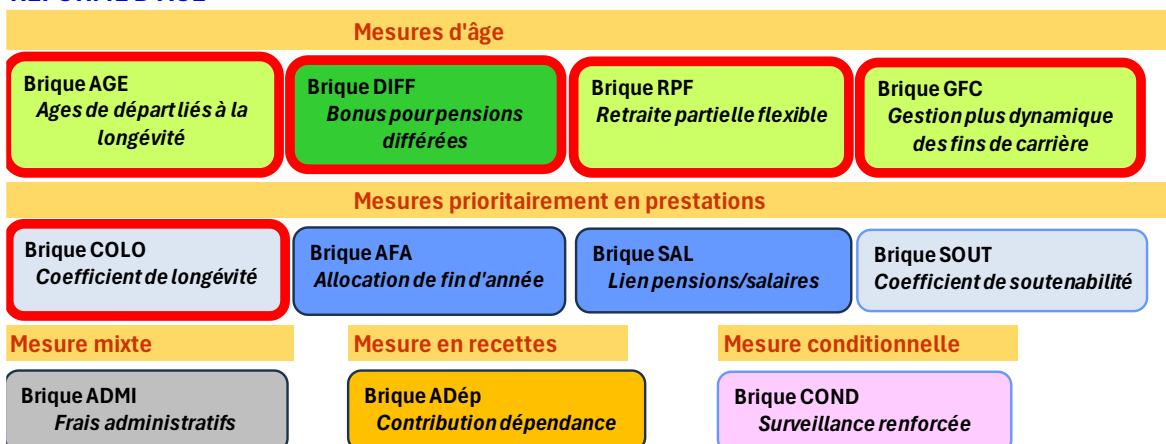 Mesures d'âge
Brique AGE
Ages de départ liés à la
longévité
Brique DIFF
Bonus pour pensions
différées
Brique RPF
Retraite partielle flexible
Brique GFC
Gestion plus dynamique
des fins de carrière
Mesures prioritairement en prestations
Brique COLO
Coefficient de longévité
Brique AFA
Allocation de fin d'année
Brique SAL
Lien pensions/salaires
Brique SOUT
Coefficient de soutenabilité
Mesure mixte
Mesure en recettes
Mesure conditionnelle
Brique ADMI
Frais administratifs
Brique ADép
Contribution dépendance
Brique COND
Surveillance renforcée